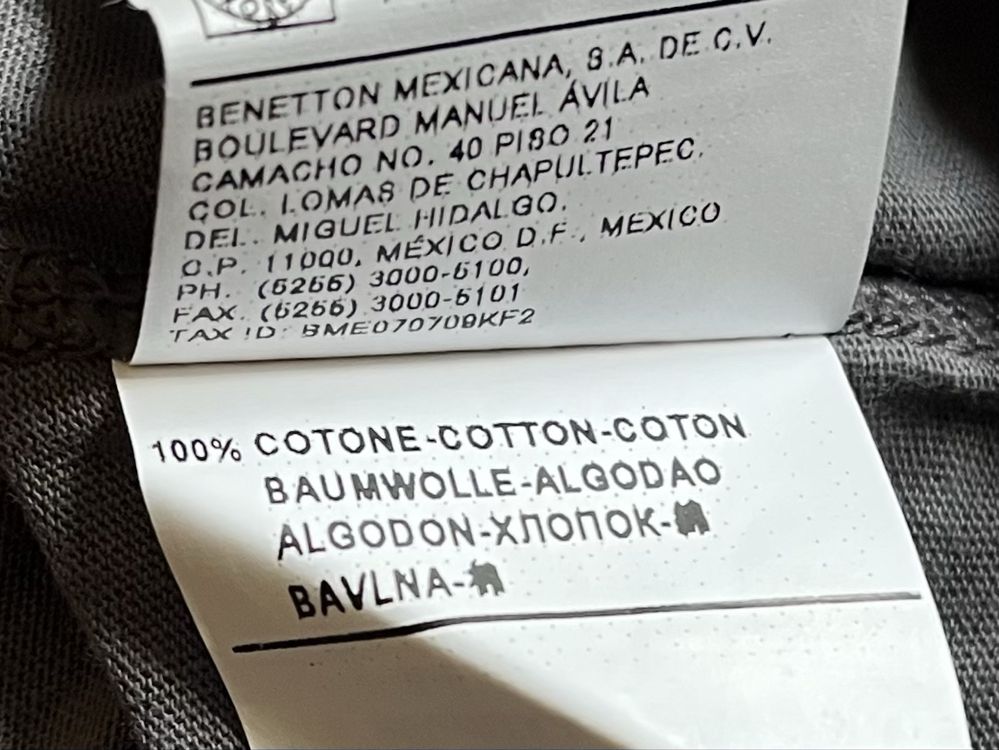 BENETTON MEXICANA, S.A. DE C.V.
BOULEVARD MANUEL ÁVILA
CAMACHO NO. 40 PISO 21
COL. LOMAS DE CHAPULTEPEC.
DEL. MIGUEL HIDALGO.
C.P. 11000, MÉXICO D.F., MEXICO
PH. (5255) 3000-5100,
FAX. (5255) 3000-5101
TAX ID: BME070709KF2
100% COTONE-COTTON-COTON
BAUMWOLLE-ALGODAO
ALGODON-ХЛОПОК-
BAVLNA-